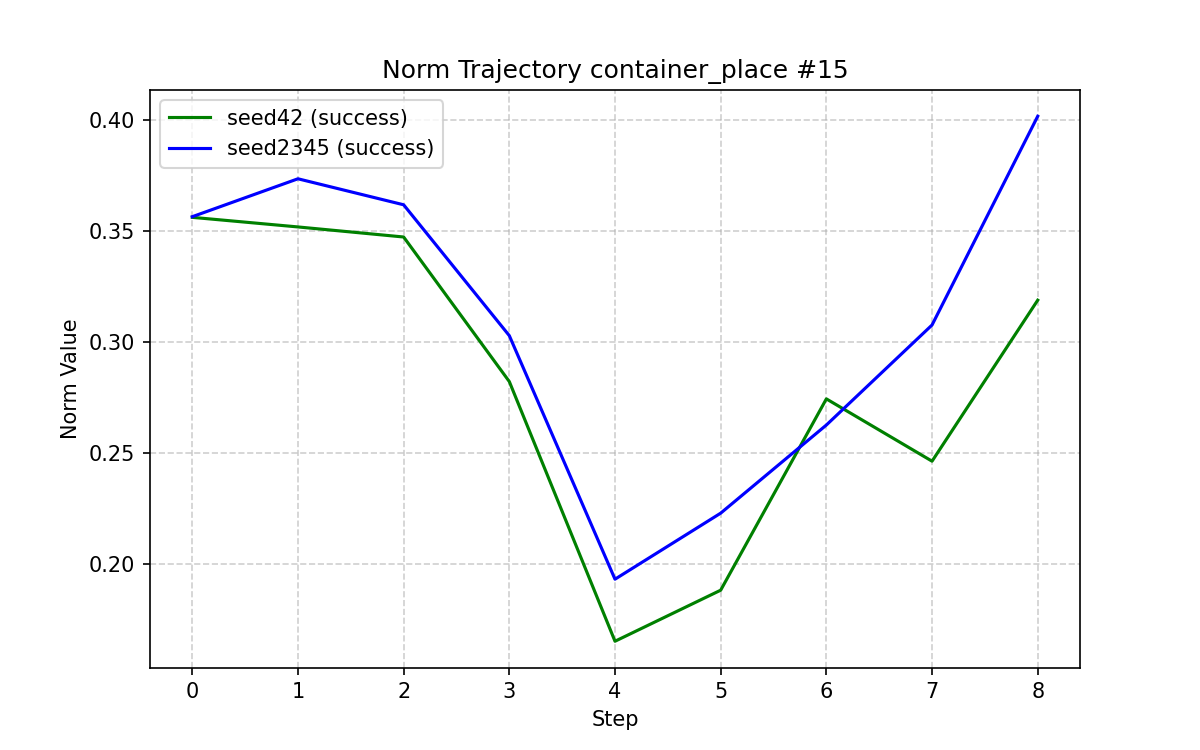 Norm Trajectory container_place #15
seed42 (success)
seed2345 (success)
Norm Value
0.40
0.35
0.30
0.25
0.20
0 1 2 3 4 5 6 7 8
Step